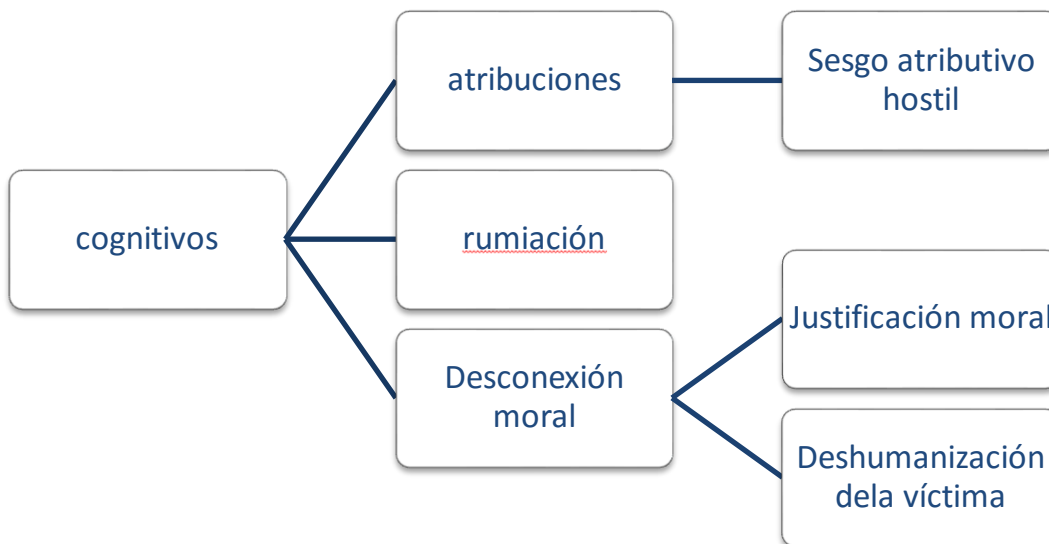 atribuciones
Sesgo atributivo
hostil
cognitivos
rumiación
Desconexión
moral
Justificación moral
Deshumanización
dela víctima